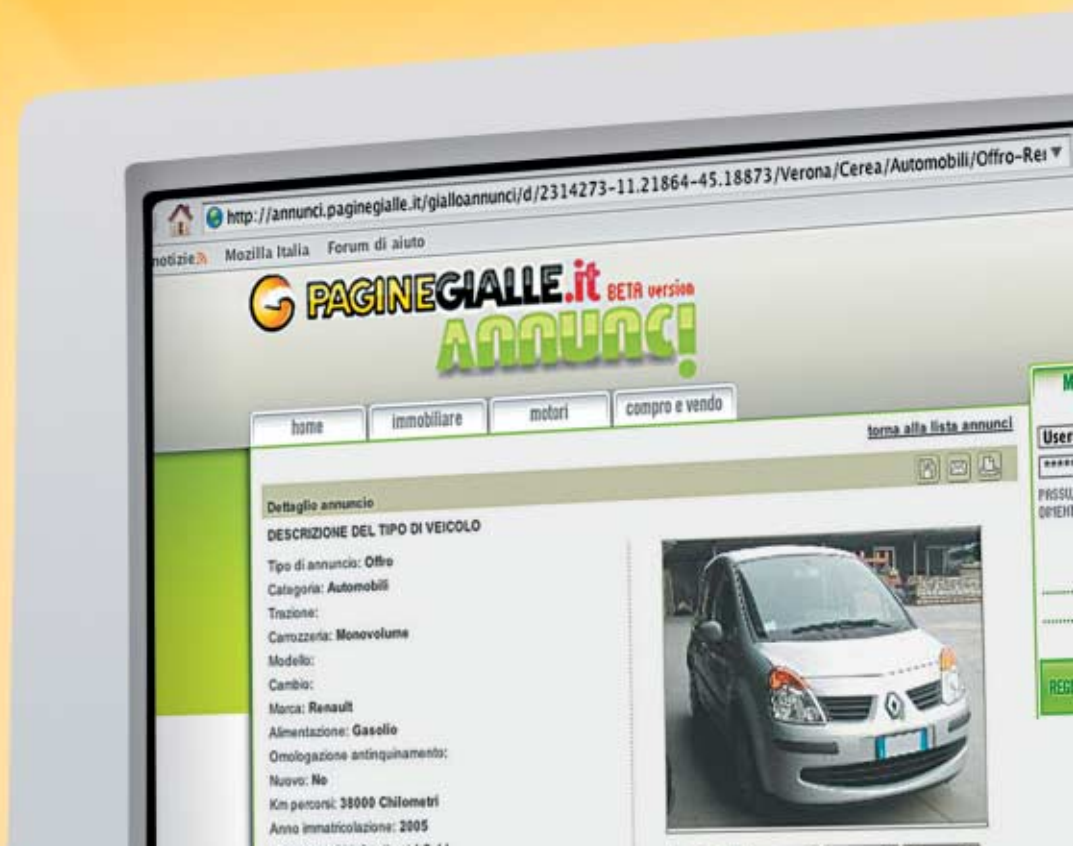 http://annunci.paginegialle.it/gialloannunci/d/2314273-11.21864-45.18873/Verona/Cerea/Automobili/Offro-Rei
notizie Mozilla Italia Forum di aiuto
PAGINEGIALLE.it BETA version
ANNUNCI
home immobiliare motori compro e vendo
torna alla lista annunci
User
*****
Dettaglio annuncio
DESCRIZIONE DEL TIPO DI VEICOLO
Tipo di annuncio: Offro
Categoria: Automobili
Trazione:
Carrozzeria: Monovolume
Modello:
Cambio:
Marca: Renault
Alimentazione: Gasolio
Omologazione antinquinamento:
Nuovo: No
Km percorsi: 38000 Chilometri
Anno immatricolazione: 2005